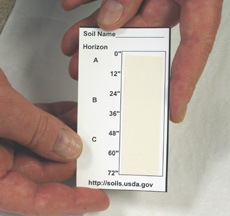 Soil Name
Horizon
0"
A
12"
24"
B
36"
48"
C
60"
72"
http://soils.usda.gov